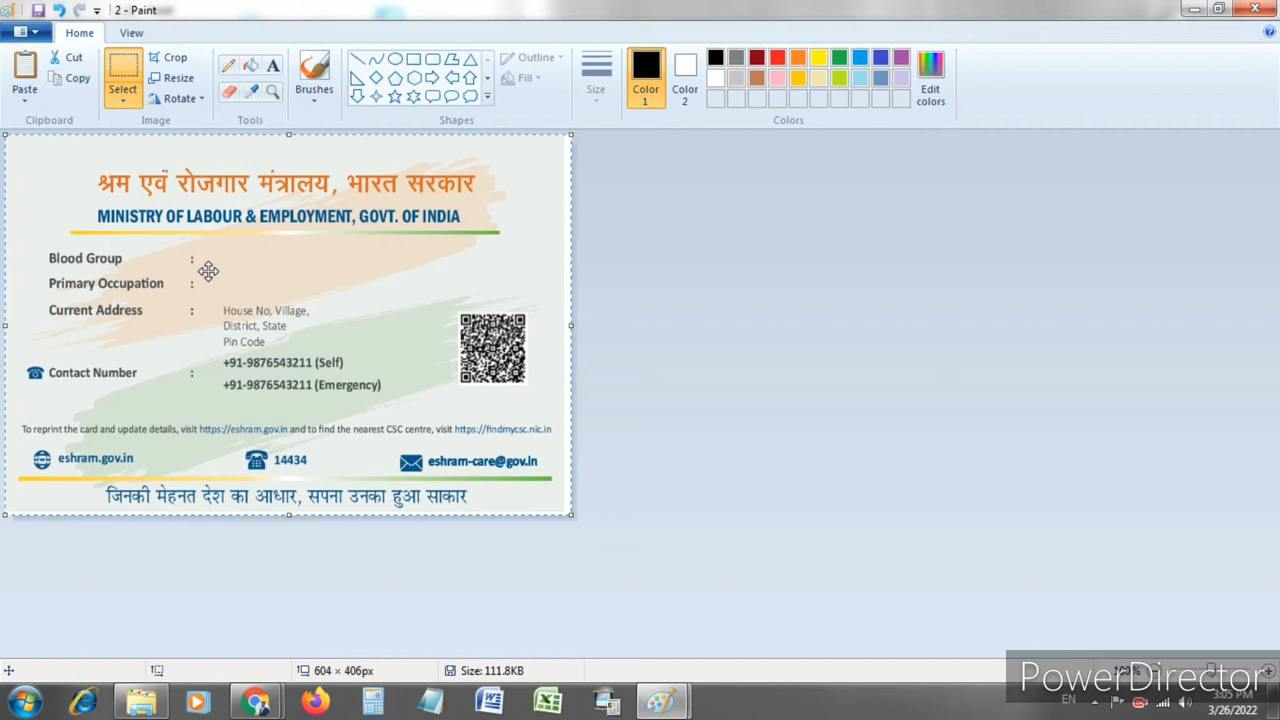 2 - Paint
Home
View
Paste
Cut
Copy
Clipboard
Select
Crop
Resize
Rotate
Image
Tools
Brushes
Shapes
Outline
Fill
Size
Color 1
Color 2
Edit colors
Colors
श्रम एवं रोजगार मंत्रालय, भारत सरकार
MINISTRY OF LABOUR & EMPLOYMENT, GOVT. OF INDIA
Blood Group :
Primary Occupation :
Current Address : House No, Village,
District, State
Pin Code
+91-9876543211 (Self)
Contact Number :
+91-9876543211 (Emergency)
To reprint the card and update details, visit https://eshram.gov.in and to find the nearest CSC centre, visit https://findmycsc.nic.in
eshram.gov.in 14434 eshram-care@gov.in
जिनकी मेहनत देश का आधार, सपना उनका हुआ साकार
604 × 406px
Size: 111.8KB
100%
PowerDirector
EN
3:05 PM
3/26/2022